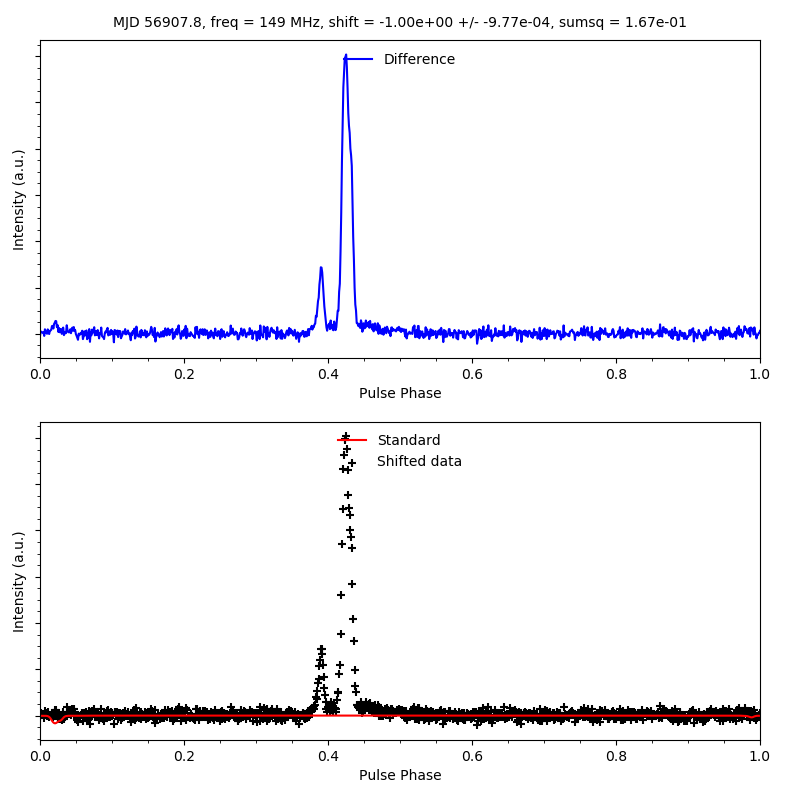 MJD 56907.8, freq = 149 MHz, shift = -1.00e+00 +/- -9.77e-04, sumsq = 1.67e-01
Difference
Intensity (a.u.)
0.0 0.2 0.4 0.6 0.8 1.0
Pulse Phase
Standard
Shifted data
Intensity (a.u.)
0.0 0.2 0.4 0.6 0.8 1.0
Pulse Phase